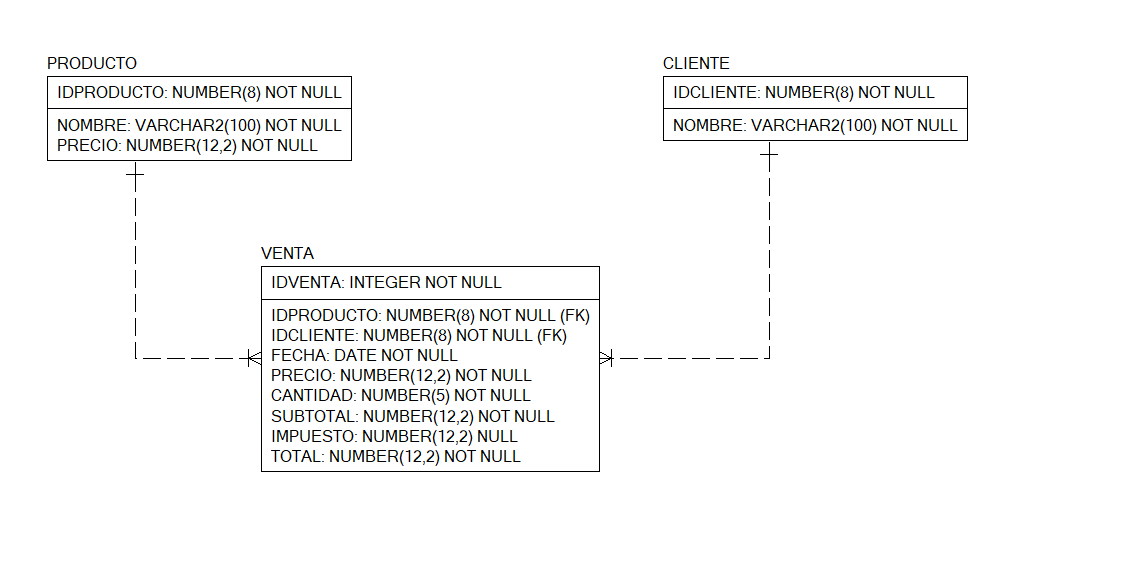 PRODUCTO
IDPRODUCTO: NUMBER(8) NOT NULL
NOMBRE: VARCHAR2(100) NOT NULL
PRECIO: NUMBER(12,2) NOT NULL
CLIENTE
IDCLIENTE: NUMBER(8) NOT NULL
NOMBRE: VARCHAR2(100) NOT NULL
VENTA
IDVENTA: INTEGER NOT NULL
IDPRODUCTO: NUMBER(8) NOT NULL (FK)
IDCLIENTE: NUMBER(8) NOT NULL (FK)
FECHA: DATE NOT NULL
PRECIO: NUMBER(12,2) NOT NULL
CANTIDAD: NUMBER(5) NOT NULL
SUBTOTAL: NUMBER(12,2) NOT NULL
IMPUESTO: NUMBER(12,2) NULL
TOTAL: NUMBER(12,2) NOT NULL